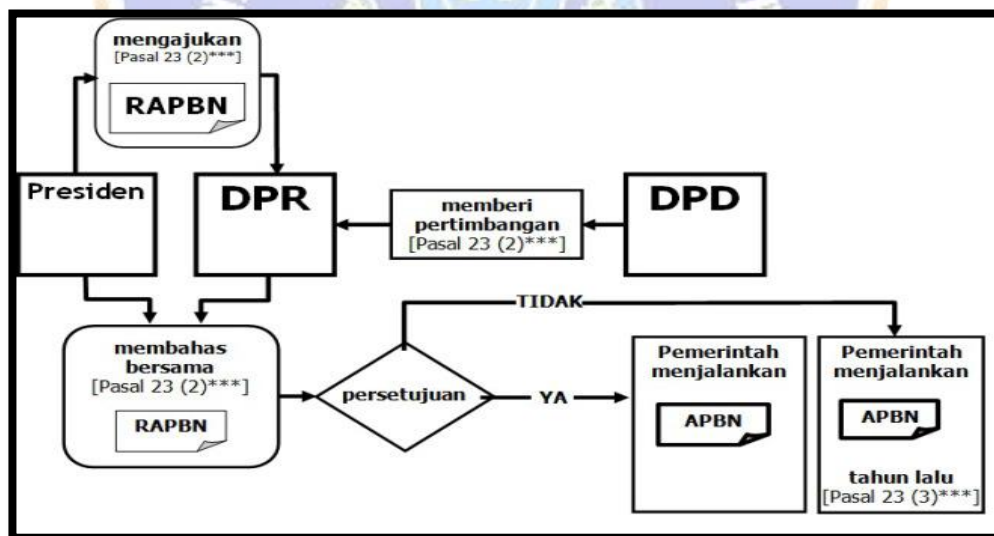 mengajukan
[Pasal 23 (2)***]
RAPBN
Presiden
DPR
memberi
pertimbangan
[Pasal 23 (2)***]
DPD
membahas
bersama
[Pasal 23 (2)***]
RAPBN
persetujuan
TIDAK
YA
Pemerintah
menjalankan
APBN
Pemerintah
menjalankan
APBN
tahun lalu
[Pasal 23 (3)***]